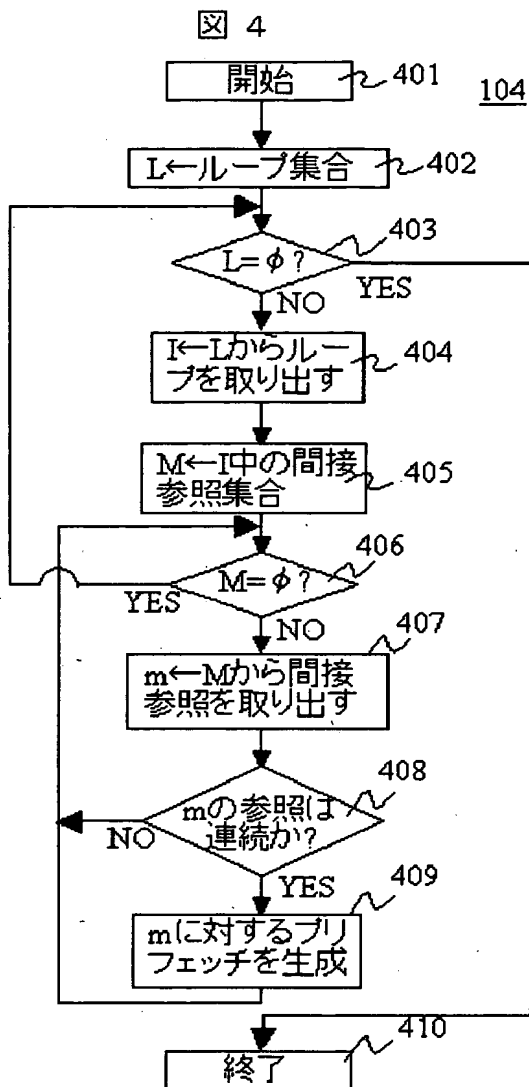 図 4
開始
401
104
L←ループ集合
402
403
L=φ?
YES
NO
I←Lからルー
プを取り出す
404
M←I中の間接
参照集合
405
406
M=φ?
YES
NO
407
m←Mから間接
参照を取り出す
408
mの参照は
連続か?
NO
YES
409
mに対するプリ
フェッチを生成
410
終了